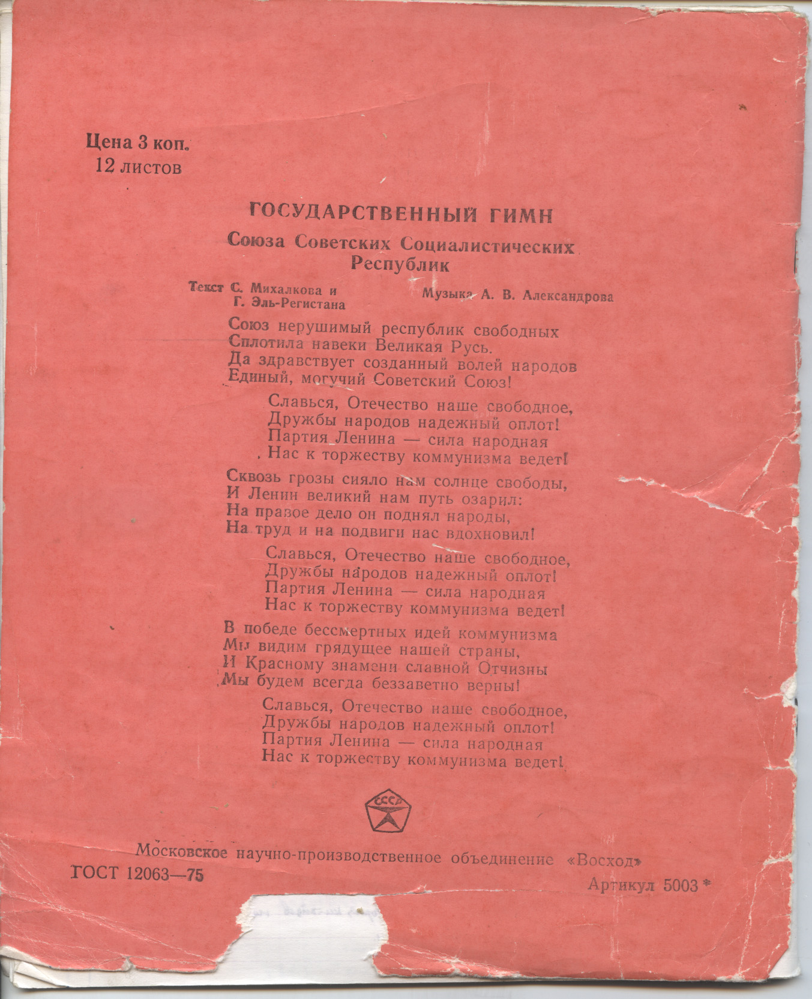 Цена 3 коп.
12 листов
ГОСУДАРСТВЕННЫЙ ГИМН
Союза Советских Социалистических
Республик
Текст С. Михалкова и
Г. Эль-Регистана
Музыка А. В. Александрова
Союз нерушимый республик свободных
Сплотила навеки Великая Русь.
Да здравствует созданный волей народов
Единый, могучий Советский Союз!
Славься, Отечество наше свободное,
Дружбы народов надежный оплот!
Партия Ленина — сила народная
Нас к торжеству коммунизма ведет!
Сквозь грозы сияло нам солнце свободы,
И Ленин великий нам путь озарил:
На правое дело он поднял народы,
На труд и на подвиги нас вдохновил!
Славься, Отечество наше свободное,
Дружбы народов надежный оплот!
Партия Ленина — сила народная
Нас к торжеству коммунизма ведет!
В победе бессмертных идей коммунизма
Мы видим грядущее нашей страны,
И Красному знамени славной Отчизны
Мы будем всегда беззаветно верны!
Славься, Отечество наше свободное,
Дружбы народов надежный оплот!
Партия Ленина — сила народная
Нас к торжеству коммунизма ведет!
СССР
Московское научно-производственное объединение «Восход»
ГОСТ 12063—75
Артикул 5003*